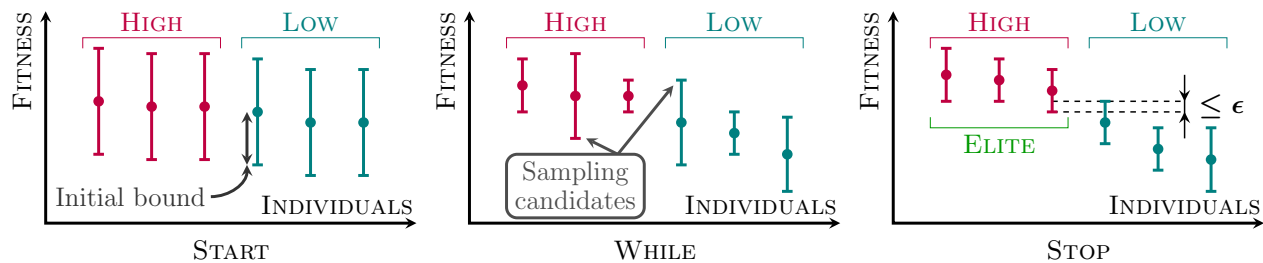 FITNESS
HIGH
LOW
Initial bound
INDIVIDUALS
START
FITNESS
HIGH
LOW
Sampling
candidates
INDIVIDUALS
WHILE
FITNESS
HIGH
LOW
≤ ϵ
ELITE
INDIVIDUALS
STOP